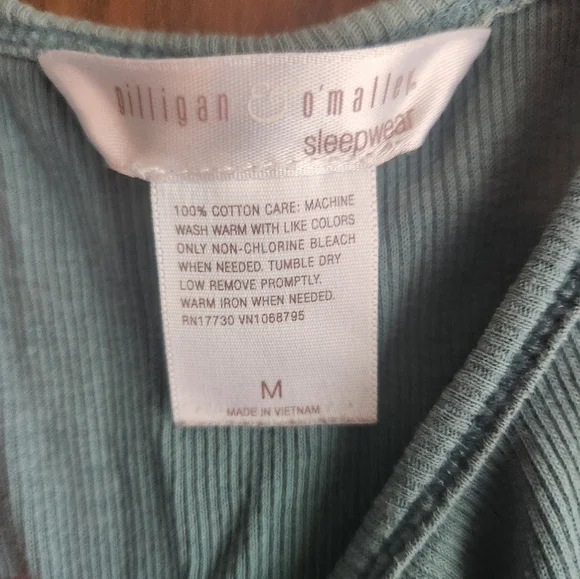 gilligan & o'malley
sleepwear
100% COTTON CARE: MACHINE
WASH WARM WITH LIKE COLORS
ONLY NON-CHLORINE BLEACH
WHEN NEEDED. TUMBLE DRY
LOW REMOVE PROMPTLY.
WARM IRON WHEN NEEDED.
RN17730 VN1068795
M
MADE IN VIETNAM